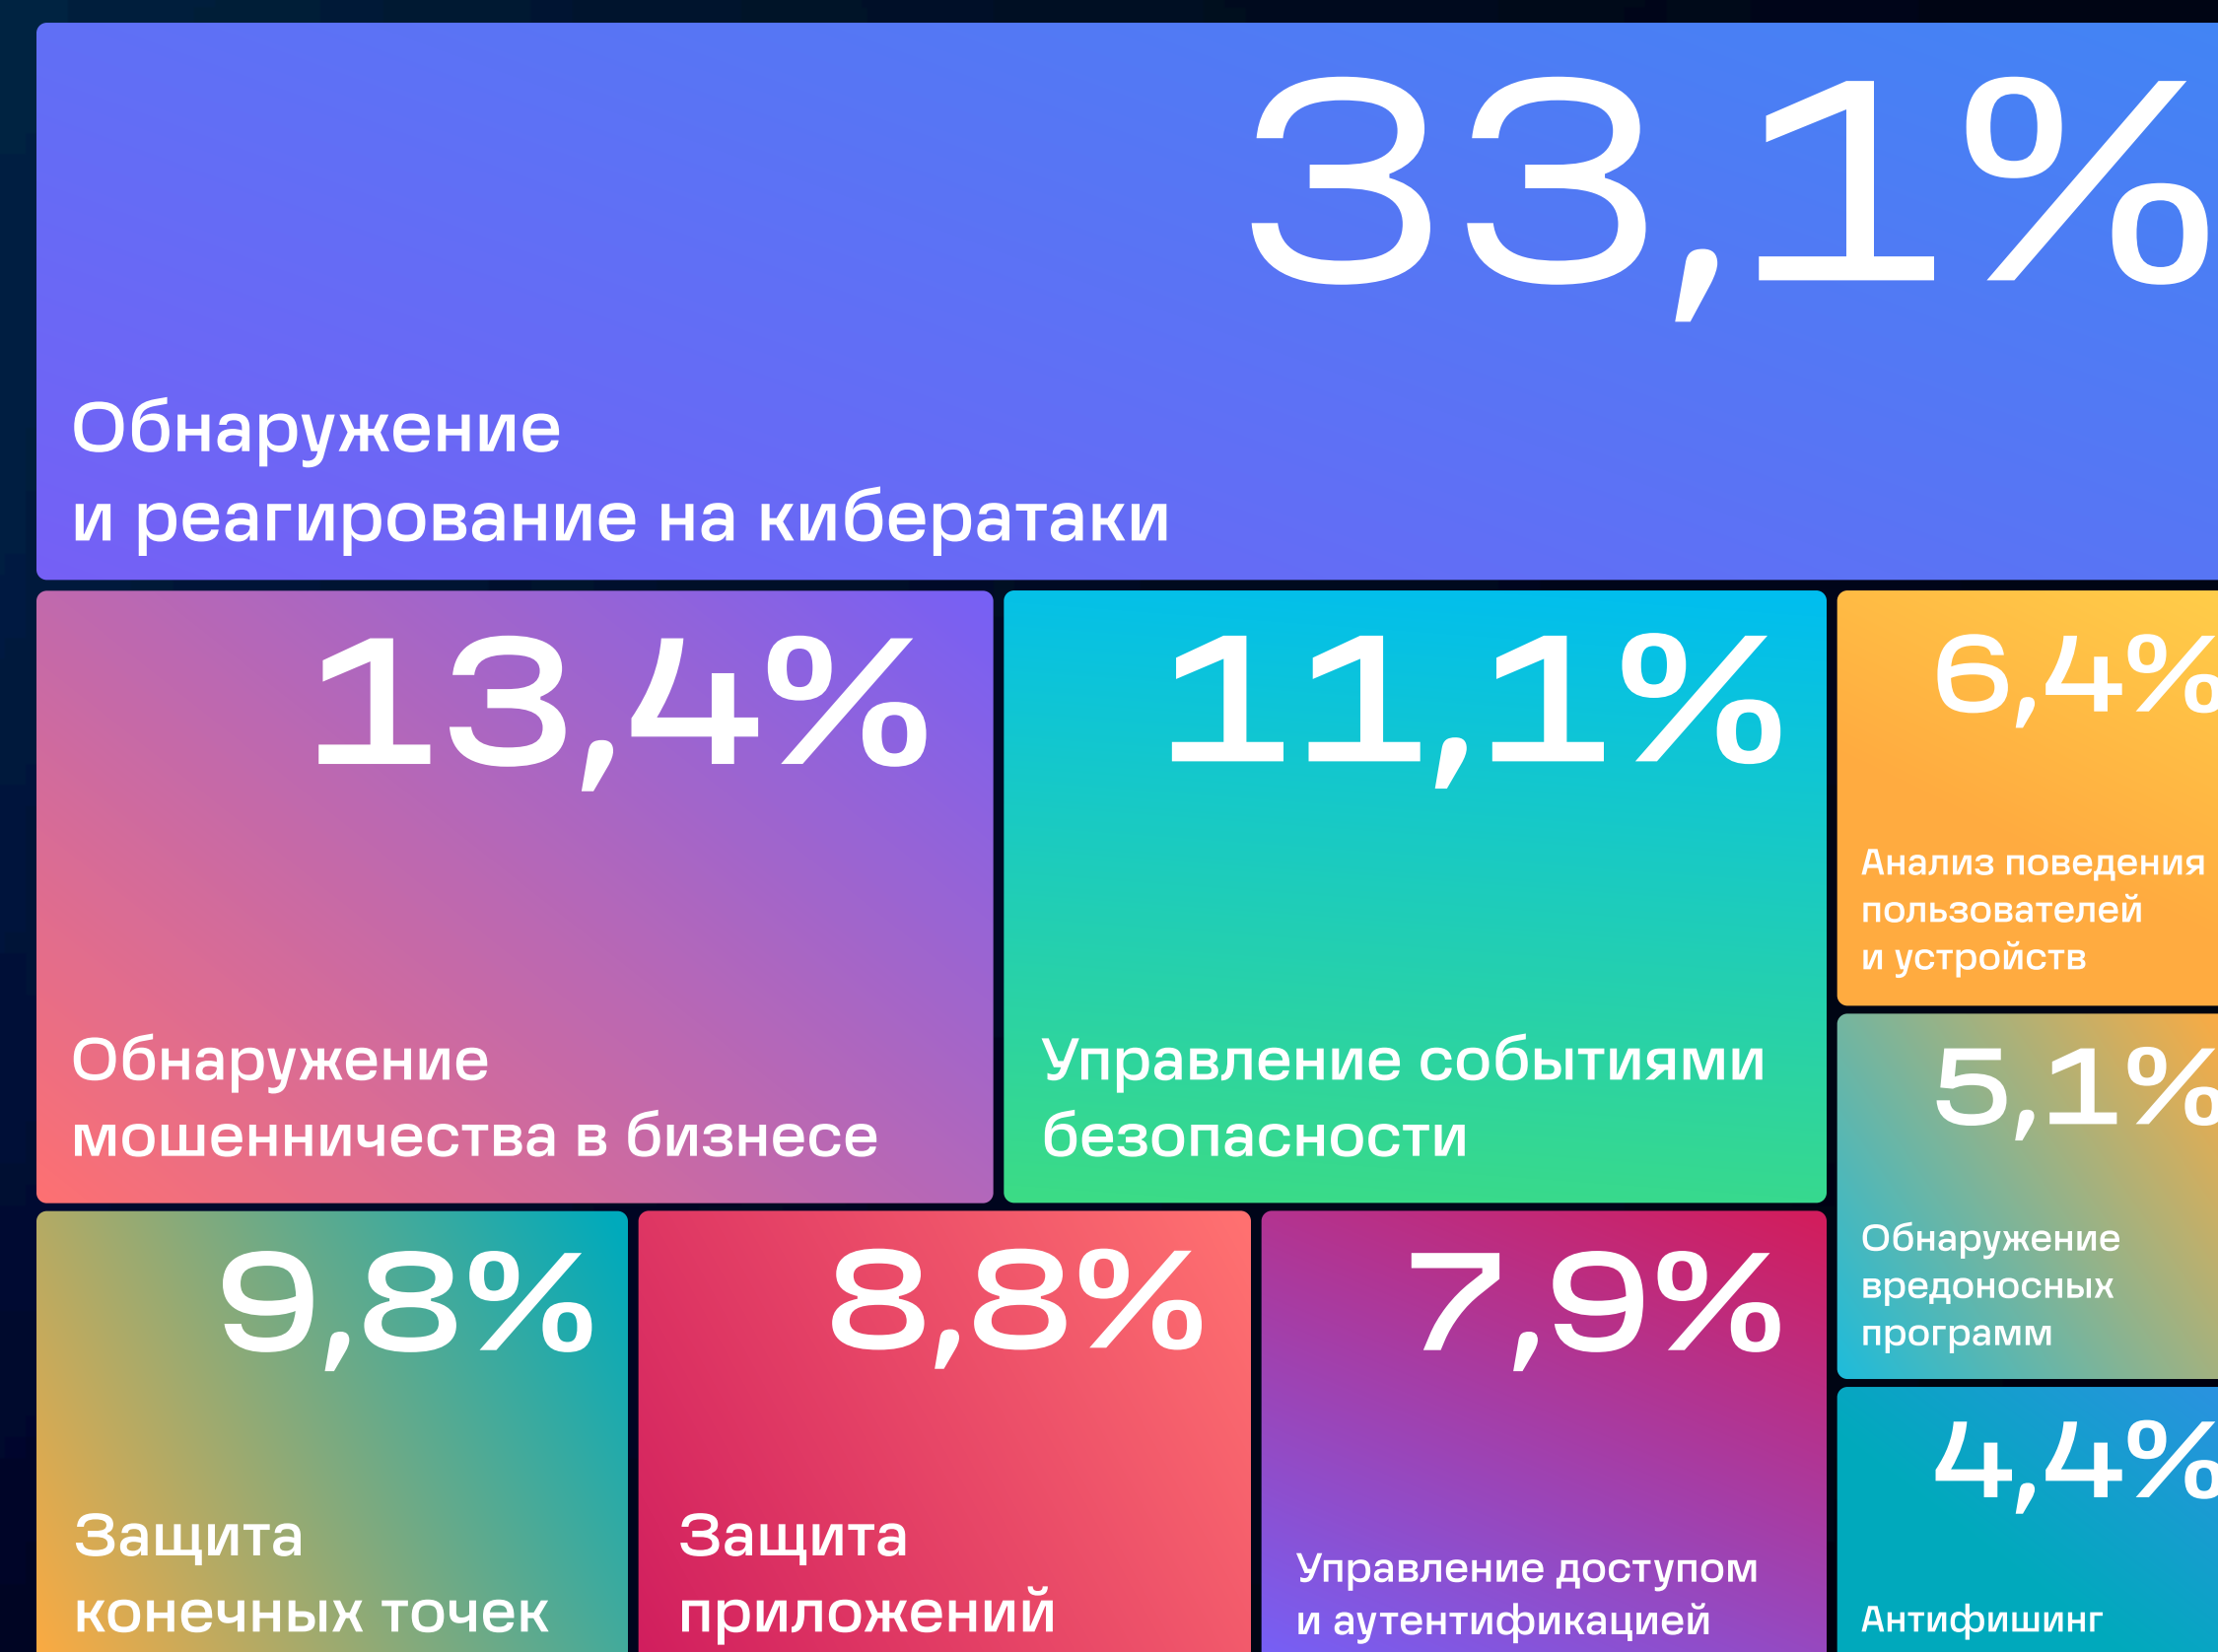 33,1%
Обнаружение
и реагирование на кибератаки
13,4%
Обнаружение
мошенничества в бизнесе
11,1%
Управление событиями
безопасности
6,4%
Анализ поведения
пользователей
и устройств
5,1%
Обнаружение
вредоносных
программ
9,8%
Защита
конечных точек
8,8%
Защита
приложений
7,9%
Управление доступом
и аутентификацией
4,4%
Антифишинг